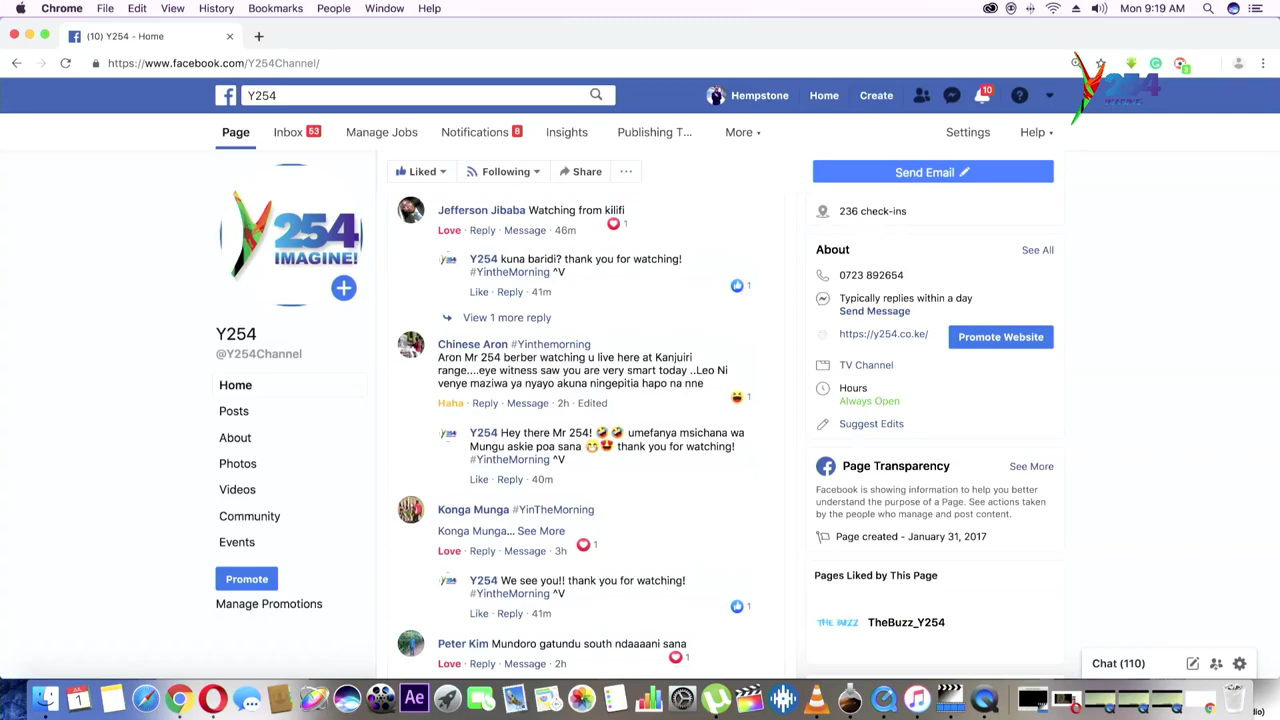 Chrome File Edit View History Bookmarks People Window Help Mon 9:19 AM
(10) Y254 - Home
https://www.facebook.com/Y254Channel/
Y254
Hempstone Home Create 10
Y254
Page Inbox 53 Manage Jobs Notifications 8 Insights Publishing T... More Settings Help
254
IMAGINE!
Y254
@Y254Channel
Home
Posts
About
Photos
Videos
Community
Events
Promote
Manage Promotions
Liked Following Share ...
Jefferson Jibaba Watching from kilifi
Love · Reply · Message · 46m 1
Y254 kuna baridi? thank you for watching!
#YintheMorning ^V
Like · Reply · 41m 1
View 1 more reply
Chinese Aron #Yinthemorning
Aron Mr 254 berber watching u live here at Kanjuiri
range....eye witness saw you are very smart today ..Leo Ni
venye maziwa ya nyayo akuna ningepitia hapo na nne
Haha · Reply · Message · 2h · Edited 1
Y254 Hey there Mr 254! 🤣🤣 umefanya msichana wa
Mungu askie poa sana 😁😍 thank you for watching!
#YintheMorning ^V
Like · Reply · 40m
Konga Munga #YinTheMorning
Konga Munga... See More
Love · Reply · Message · 3h 1
Y254 We see you!! thank you for watching!
#YintheMorning ^V
Like · Reply · 41m 1
Peter Kim Mundoro gatundu south ndaaaani sana
Love · Reply · Message · 2h 1
Send Email
236 check-ins
About See All
0723 892654
Typically replies within a day
Send Message
https://y254.co.ke/ Promote Website
TV Channel
Hours
Always Open
Suggest Edits
Page Transparency See More
Facebook is showing information to help you better
understand the purpose of a Page. See actions taken
by the people who manage and post content.
Page created - January 31, 2017
Pages Liked by This Page
THE BUZZ TheBuzz_Y254
Chat (110)
Ae